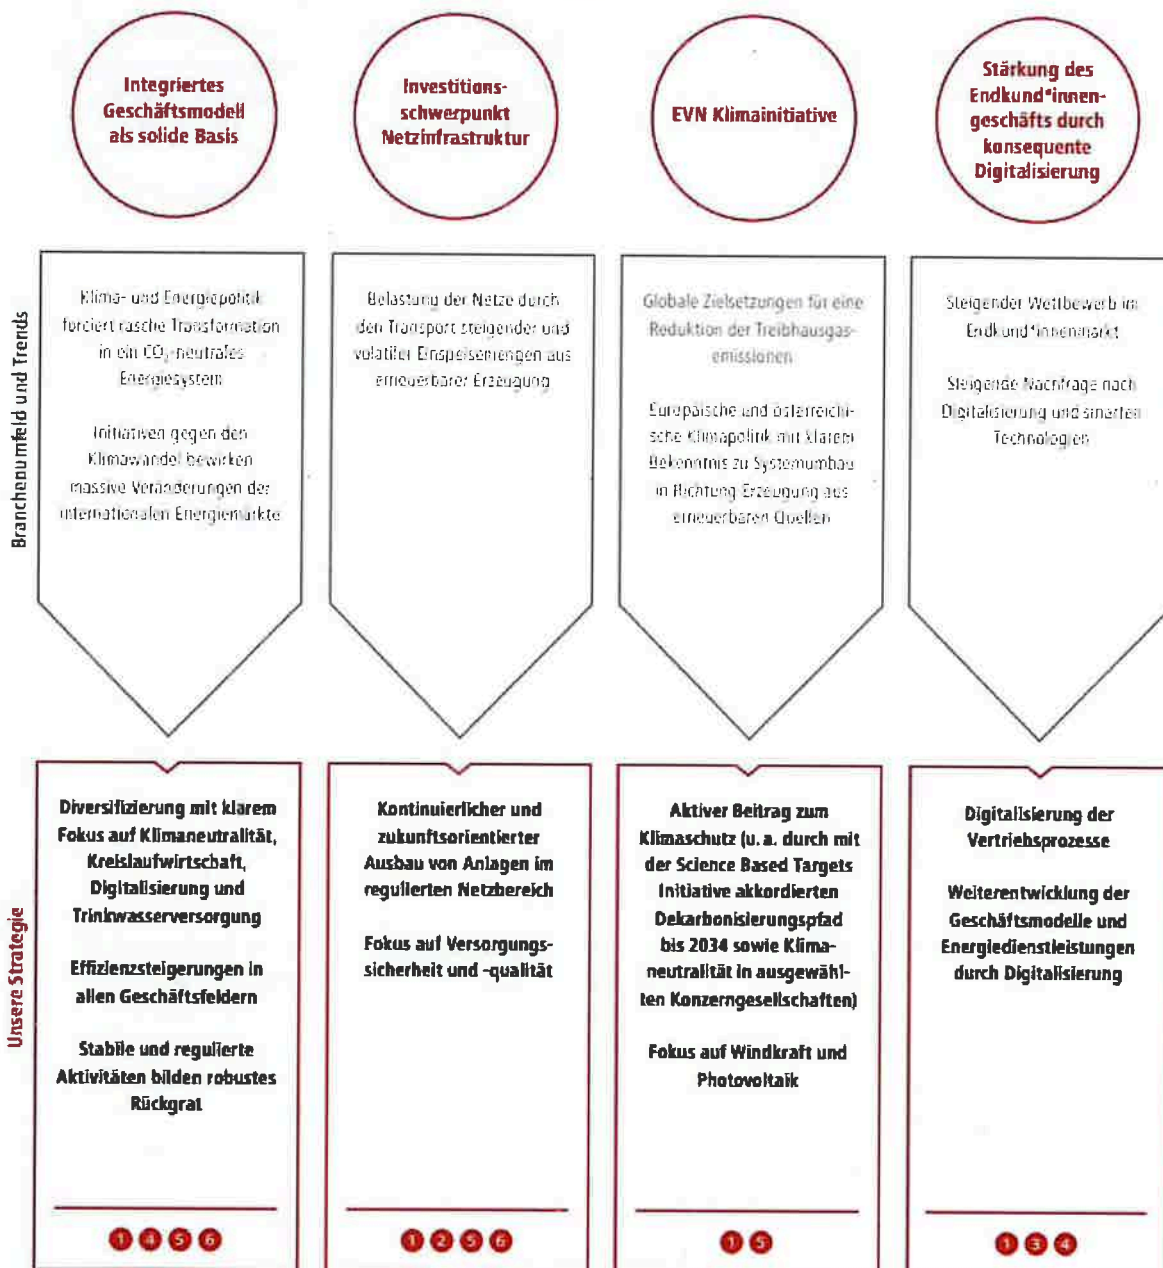 Integriertes
Geschäftsmodell
als solide Basis
Investitions-
schwerpunkt
Netzinfrastruktur
EVN Klimainitiative
Stärkung des
Endkund*innen-
geschäfts durch
konsequente
Digitalisierung
Branchenumfeld und Trends
Klima- und Energiepolitik
forciert rasche Transformation
in ein CO₂-neutrales
Energiesystem
Initiativen gegen den
Klimawandel bewirken
massive Veränderungen der
internationalen Energiemärkte
Belastung der Netze durch
den Transport steigender und
volatiler Einspeisemengen aus
erneuerbarer Erzeugung
Globale Zielsetzungen für eine
Reduktion der Treibhausgas-
emissionen
Europäische und österreichi-
sche Klimapolitik mit klarem
Bekenntnis zu Systemumbau
in Richtung Erzeugung aus
erneuerbaren Quellen
Steigender Wettbewerb im
Endkund*innenmarkt
Steigende Nachfrage nach
Digitalisierung und smarten
Technologien
Unsere Strategie
Diversifizierung mit klarem
Fokus auf Klimaneutralität,
Kreislaufwirtschaft,
Digitalisierung und
Trinkwasserversorgung
Effizienzsteigerungen in
allen Geschäftsfeldern
Stabile und regulierte
Aktivitäten bilden robustes
Rückgrat
1 4 5 6
Kontinuierlicher und
zukunftsorientierter
Ausbau von Anlagen im
regulierten Netzbereich
Fokus auf Versorgungs-
sicherheit und -qualität
1 2 5 6
Aktiver Beitrag zum
Klimaschutz (u. a. durch mit
der Science Based Targets
Initiative akkordierten
Dekarbonisierungspfad
bis 2034 sowie Klima-
neutralität in ausgewähl-
ten Konzerngesellschaften)
Fokus auf Windkraft und
Photovoltaik
1 5
Digitalisierung der
Vertriebsprozesse
Weiterentwicklung der
Geschäftsmodelle und
Energiedienstleistungen
durch Digitalisierung
1 3 4